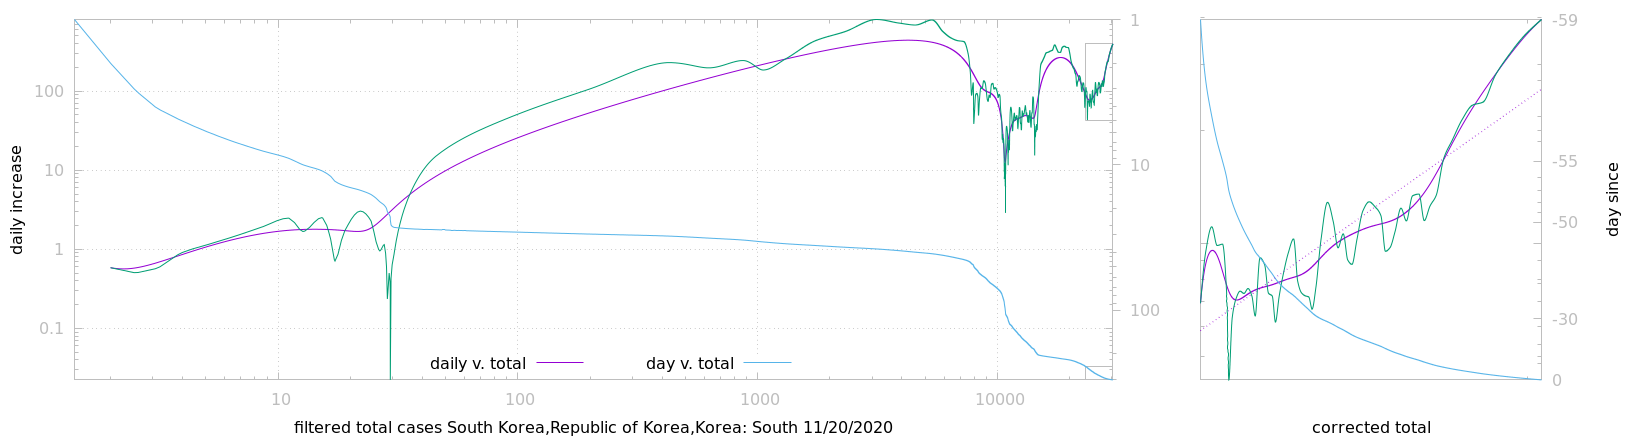 daily increase
100
10
1
0.1
10
100
1000
10000
1
10
100
daily v. total
day v. total
filtered total cases South Korea,Republic of Korea,Korea: South 11/20/2020
-59
-55
-50
-30
0
day since
corrected total